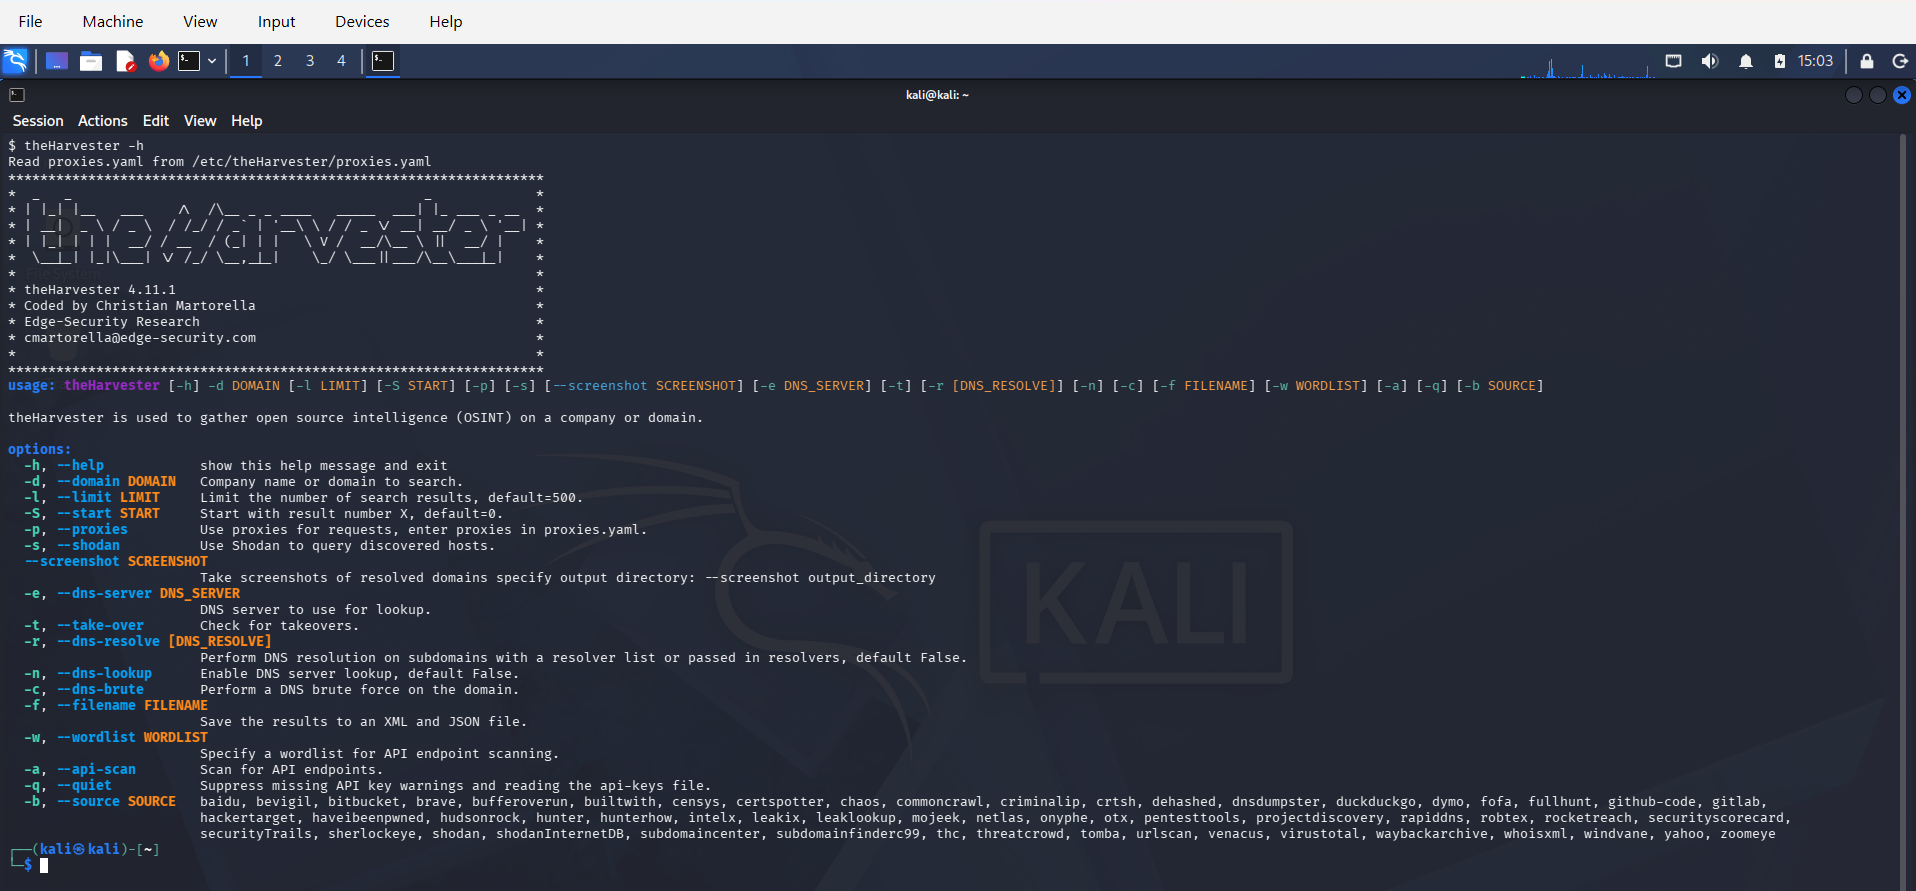 File Machine View Input Devices Help
1 2 3 4 15:03
kali@kali: ~
Session Actions Edit View Help
$ theHarvester -h
Read proxies.yaml from /etc/theHarvester/proxies.yaml
*******************************************************************
theHarvester
File System
* theHarvester 4.11.1 *
* Coded by Christian Martorella *
* Edge-Security Research *
* cmartorella@edge-security.com *
* *
*******************************************************************
usage: theHarvester [-h] -d DOMAIN [-l LIMIT] [-S START] [-p] [-s] [--screenshot SCREENSHOT] [-e DNS_SERVER] [-t] [-r [DNS_RESOLVE]] [-n] [-c] [-f FILENAME] [-w WORDLIST] [-a] [-q] [-b SOURCE]
theHarvester is used to gather open source intelligence (OSINT) on a company or domain.
options:
-h, --help show this help message and exit
-d, --domain DOMAIN Company name or domain to search.
-l, --limit LIMIT Limit the number of search results, default=500.
-S, --start START Start with result number X, default=0.
-p, --proxies Use proxies for requests, enter proxies in proxies.yaml.
-s, --shodan Use Shodan to query discovered hosts.
--screenshot SCREENSHOT
Take screenshots of resolved domains specify output directory: --screenshot output_directory
-e, --dns-server DNS_SERVER
DNS server to use for lookup.
-t, --take-over Check for takeovers.
-r, --dns-resolve [DNS_RESOLVE]
Perform DNS resolution on subdomains with a resolver list or passed in resolvers, default False.
-n, --dns-lookup Enable DNS server lookup, default False.
-c, --dns-brute Perform a DNS brute force on the domain.
-f, --filename FILENAME
Save the results to an XML and JSON file.
-w, --wordlist WORDLIST
Specify a wordlist for API endpoint scanning.
-a, --api-scan Scan for API endpoints.
-q, --quiet Suppress missing API key warnings and reading the api-keys file.
-b, --source SOURCE baidu, bevigil, bitbucket, brave, bufferoverun, builtwith, censys, certspotter, chaos, commoncrawl, criminalip, crtsh, dehashed, dnsdumpster, duckduckgo, dymo, fofa, fullhunt, github-code, gitlab,
hackertarget, haveibeenpwned, hudsonrock, hunter, hunterhow, intelx, leakix, leaklookup, mojeek, netlas, onyphe, otx, pentesttools, projectdiscovery, rapiddns, robtex, rocketreach, securityscorecard,
securityTrails, sherlockeye, shodan, shodanInternetDB, subdomaincenter, subdomainfinderc99, thc, threatcrowd, tomba, urlscan, venacus, virustotal, waybackarchive, whoisxml, windvane, yahoo, zoomeye
┌──(kali㉿kali)-[~]
└─$
KALI